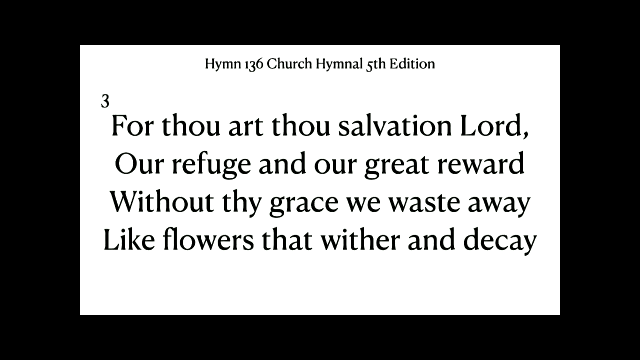 Hymn 136 Church Hymnal 5th Edition
3
For thou art thou salvation Lord,
Our refuge and our great reward
Without thy grace we waste away
Like flowers that wither and decay